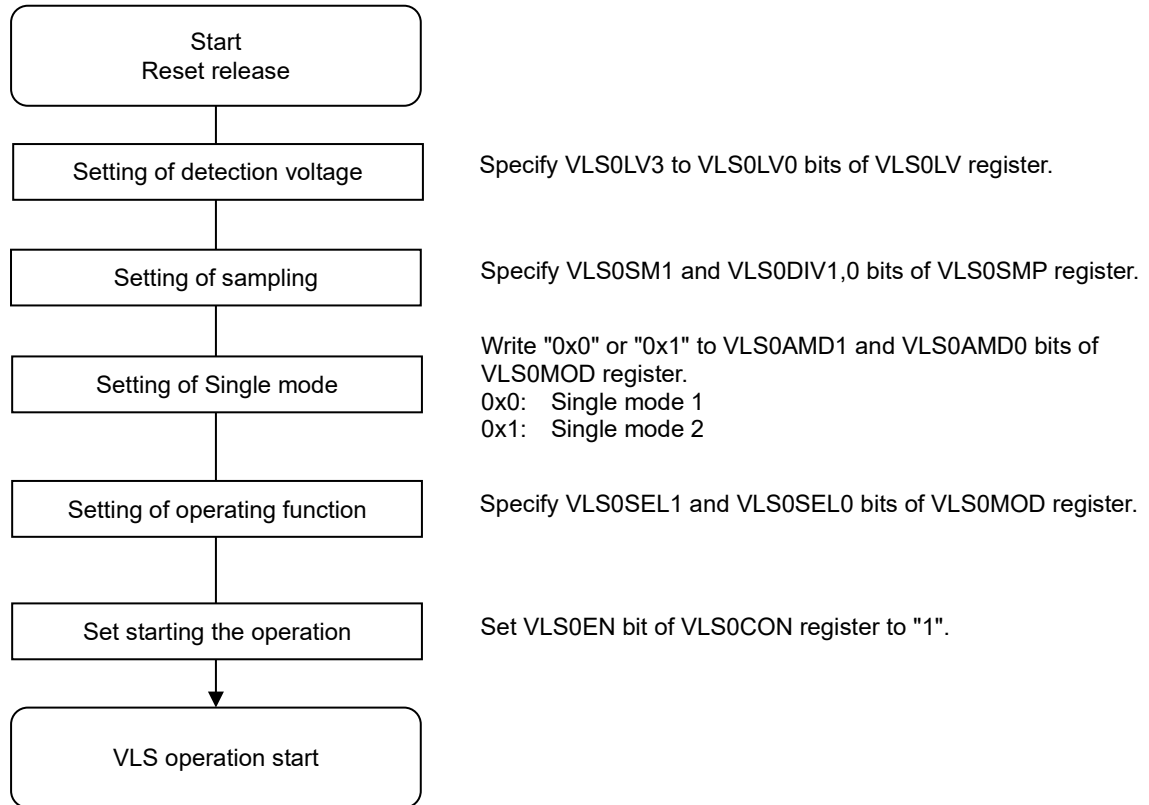 Start
Reset release
Setting of detection voltage
Specify VLS0LV3 to VLS0LV0 bits of VLS0LV register.
Setting of sampling
Specify VLS0SM1 and VLS0DIV1,0 bits of VLS0SMP register.
Setting of Single mode
Write "0x0" or "0x1" to VLS0AMD1 and VLS0AMD0 bits of
VLS0MOD register.
0x0: Single mode 1
0x1: Single mode 2
Setting of operating function
Specify VLS0SEL1 and VLS0SEL0 bits of VLS0MOD register.
Set starting the operation
Set VLS0EN bit of VLS0CON register to "1".
VLS operation start